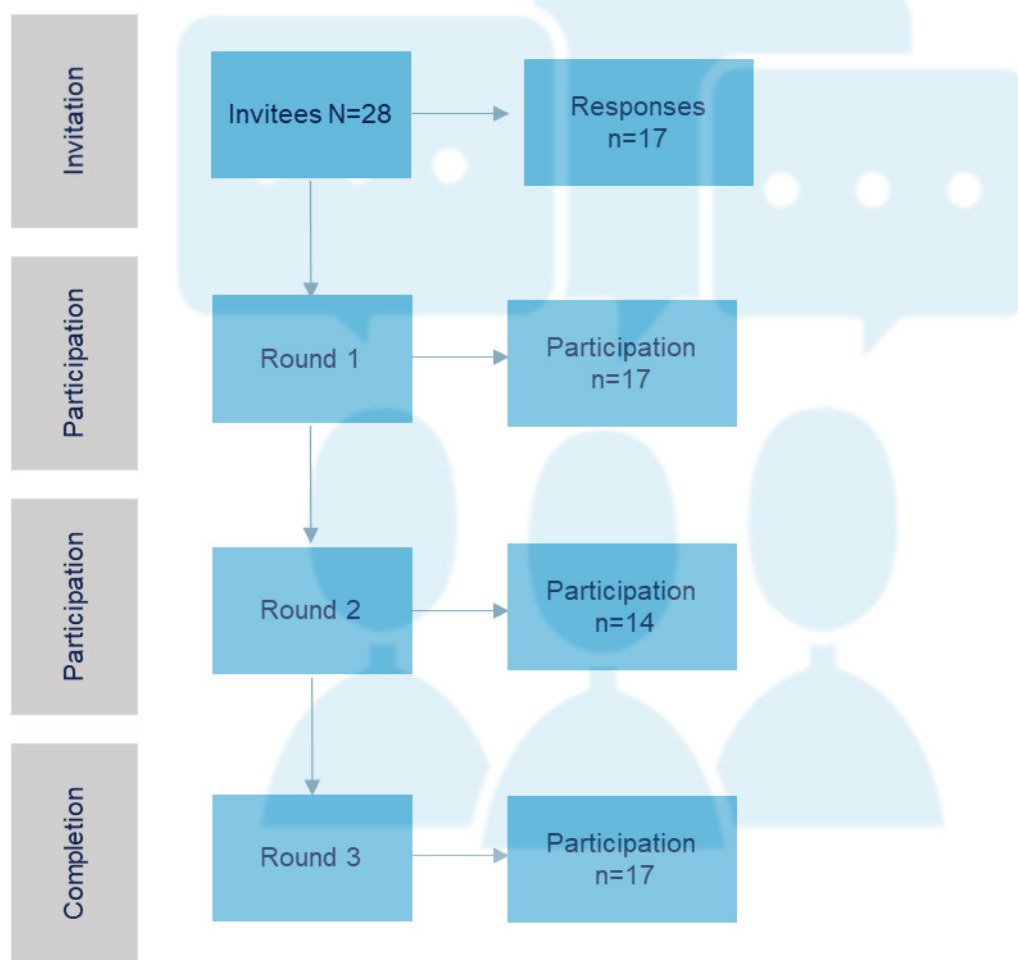 Invitation
Invitees N=28
Responses
n=17
Participation
Round 1
Participation
n=17
Participation
Round 2
Participation
n=14
Completion
Round 3
Participation
n=17